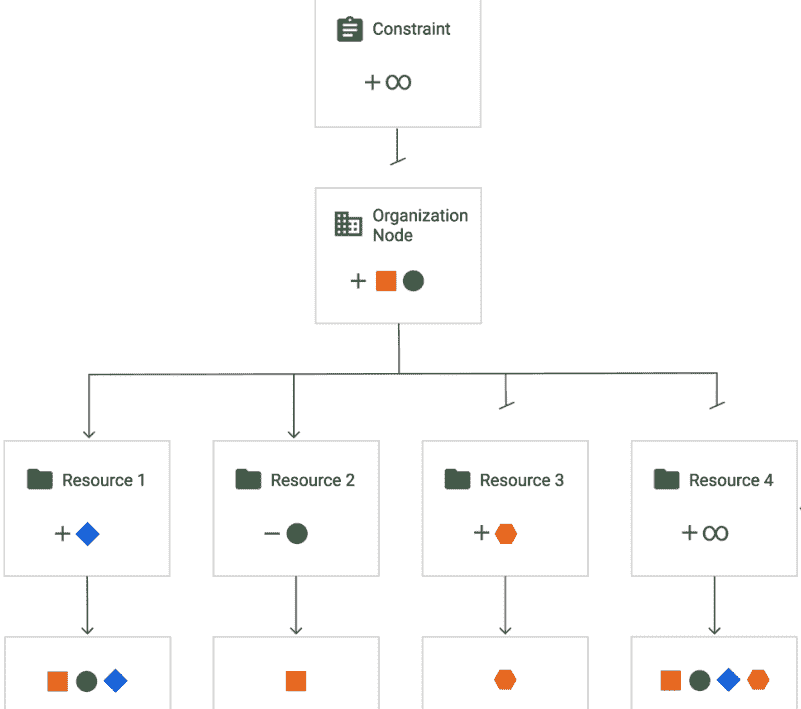 Constraint
+∞
Organization
Node
+
Resource 1
Resource 2
Resource 3
Resource 4
+
−
+
+∞